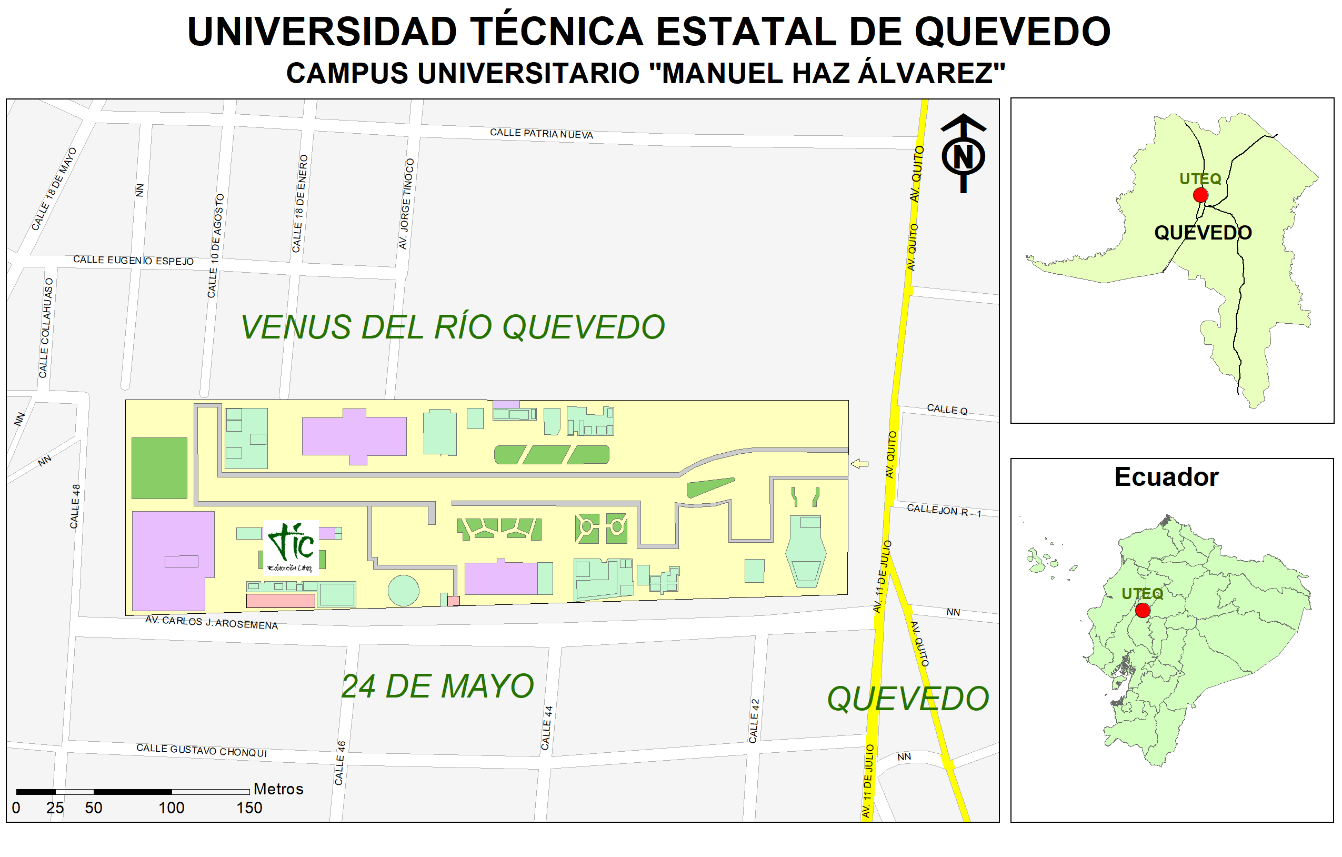 UNIVERSIDAD TÉCNICA ESTATAL DE QUEVEDO
CAMPUS UNIVERSITARIO "MANUEL HAZ ÁLVAREZ"
CALLE PATRIA NUEVA
CALLE 18 DE MAYO
NN
CALLE 10 DE AGOSTO
CALLE 18 DE ENERO
AV. JORGE TINOCO
AV. QUITO
N
AV. QUITO
CALLE EUGENIO ESPEJO
CALLE COLLAHUASO
VENUS DEL RÍO QUEVEDO
NN
NN
CALLE Q
AV. QUITO
CALLE 48
CALLEJON R - 1
tic
AV. 11 DE JULIO
NN
AV. CARLOS J. AROSEMENA
AV. QUITO
24 DE MAYO
QUEVEDO
CALLE 44
CALLE 42
CALLE GUSTAVO CHONQUI
CALLE 46
AV. 11 DE JULIO
NN
Metros
0 25 50 100 150
UTEQ
QUEVEDO
Ecuador
UTEQ